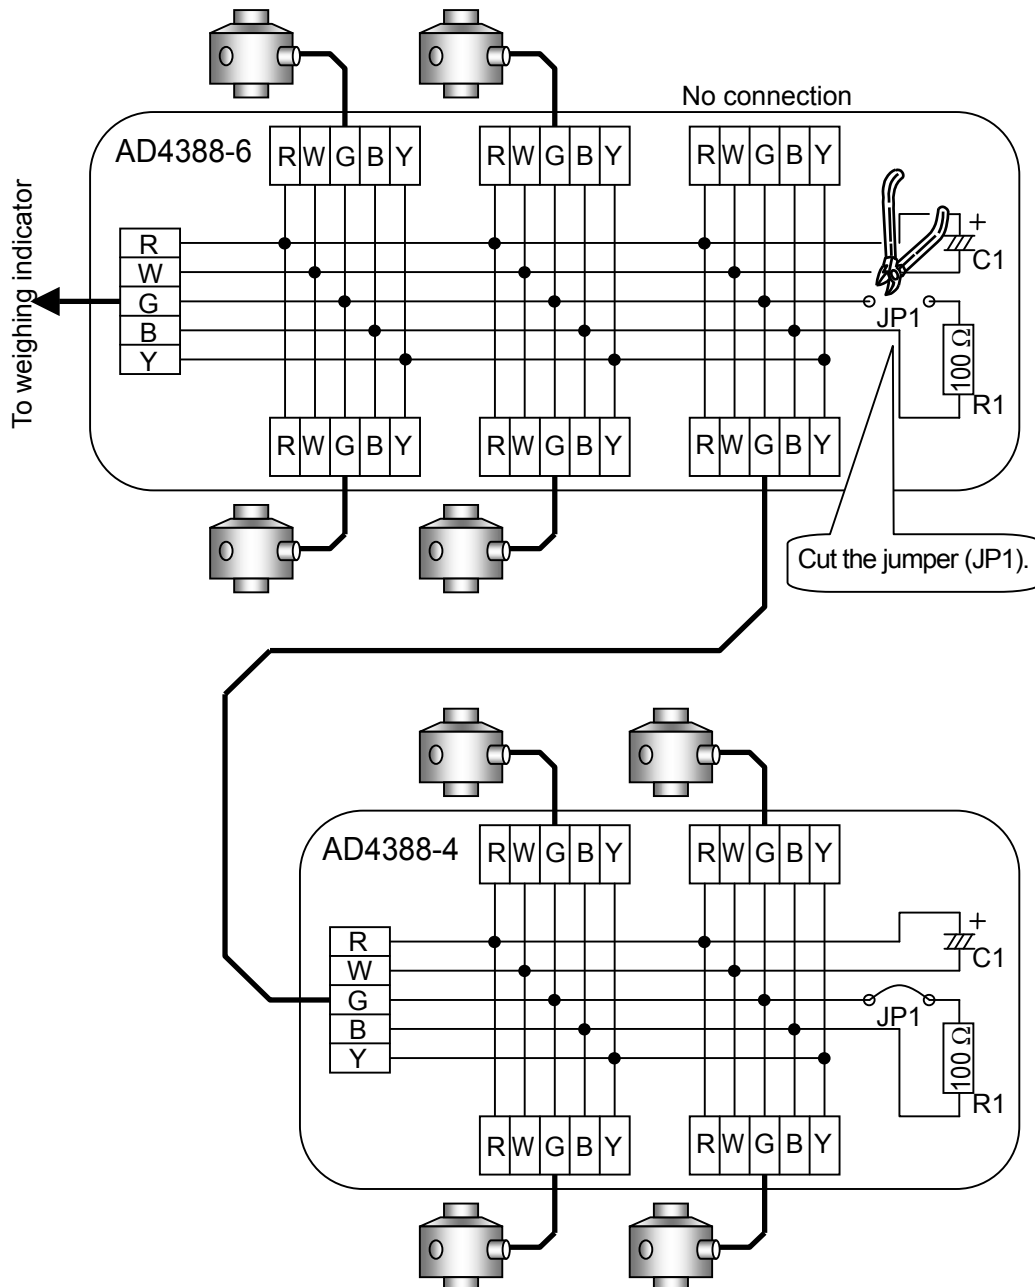 No connection
AD4388-6
R W G B Y
R W G B Y
R W G B Y
To weighing indicator
R
W
G
B
Y
+
C1
JP1
100 Ω
R1
R W G B Y
R W G B Y
R W G B Y
Cut the jumper (JP1).
AD4388-4
R W G B Y
R W G B Y
R
W
G
B
Y
+
C1
JP1
100 Ω
R1
R W G B Y
R W G B Y